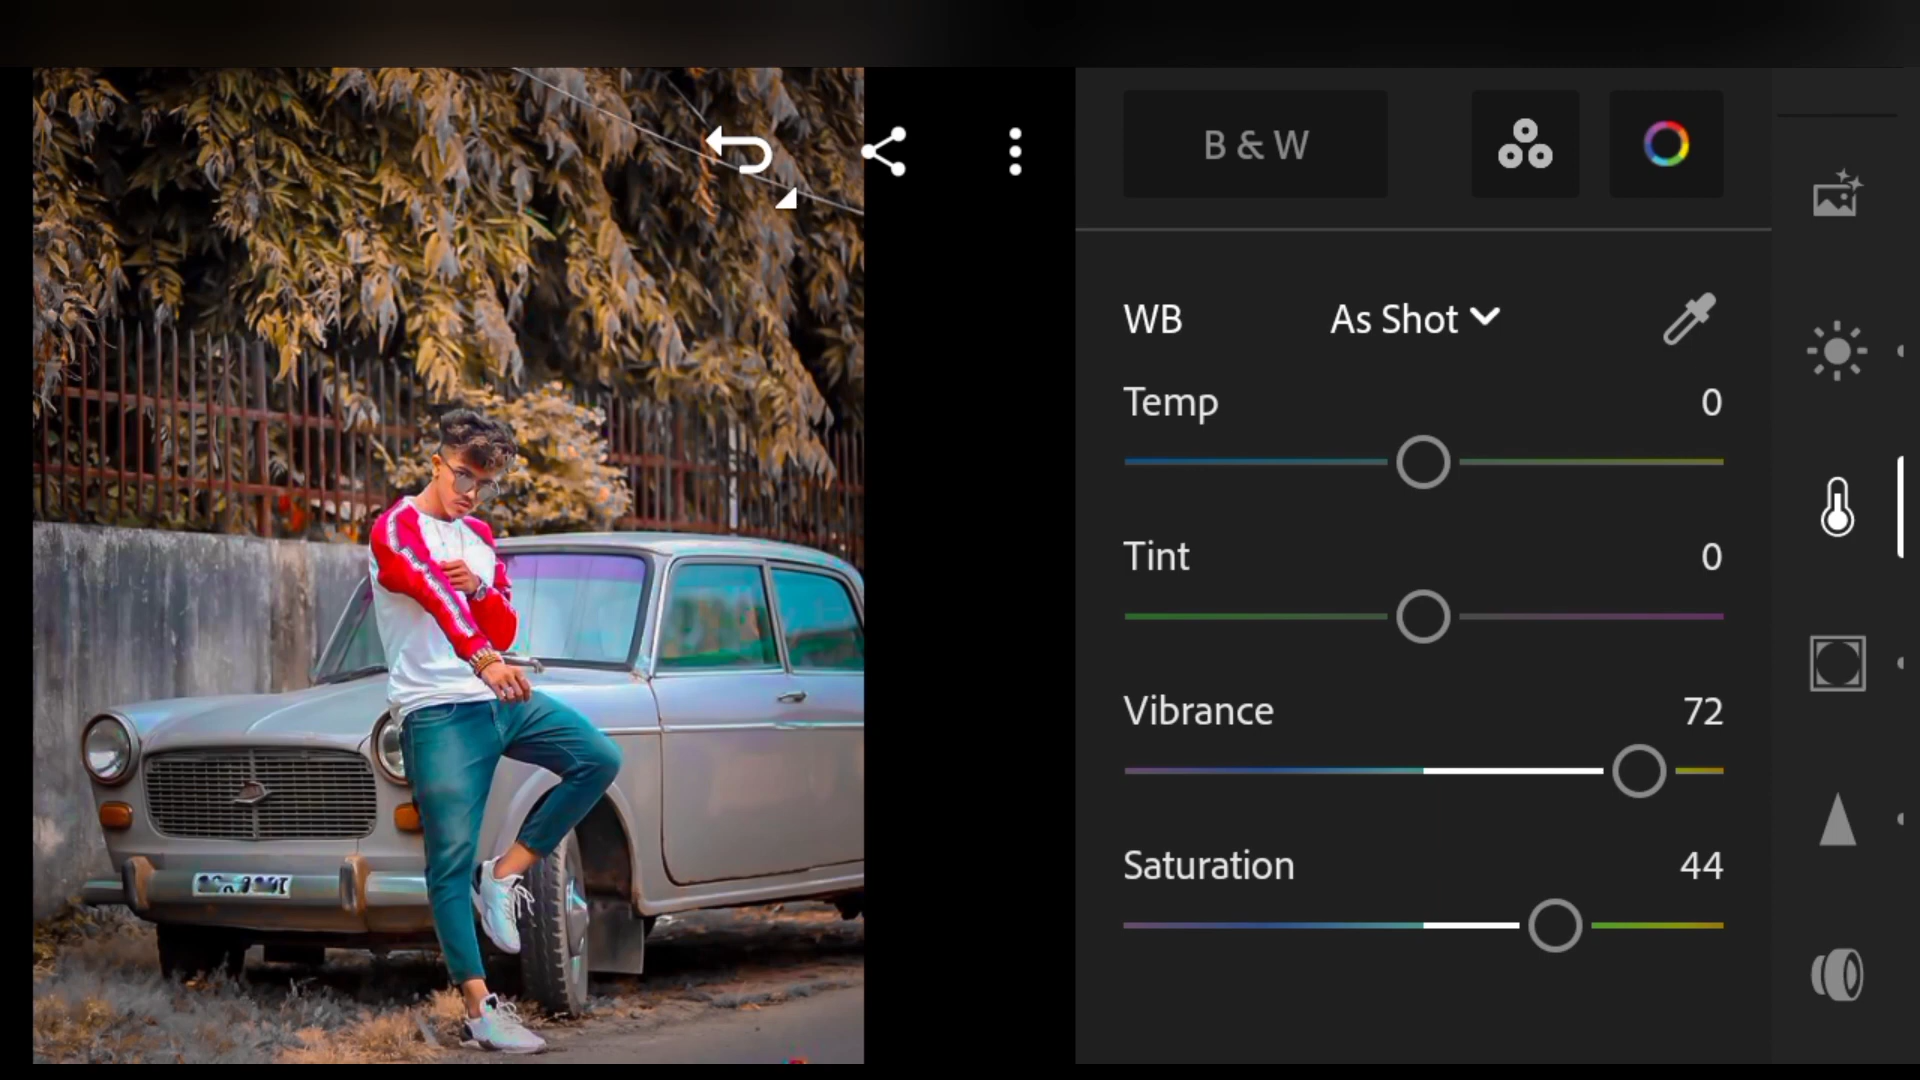 B & W
WB As Shot
Temp 0
Tint 0
Vibrance 72
Saturation 44